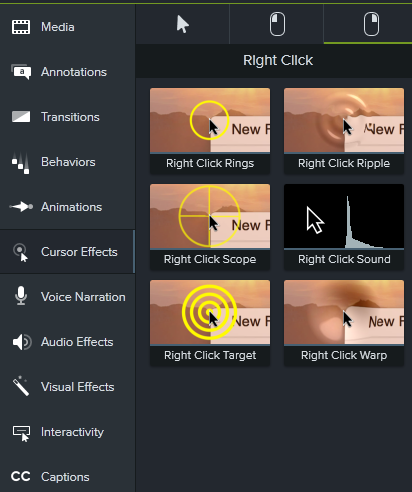 Media
Annotations
Transitions
Behaviors
Animations
Cursor Effects
Voice Narration
Audio Effects
Visual Effects
Interactivity
CC Captions
Right Click
New F
Right Click Rings
New F
Right Click Ripple
New F
Right Click Scope
Right Click Sound
New F
Right Click Target
New F
Right Click Warp